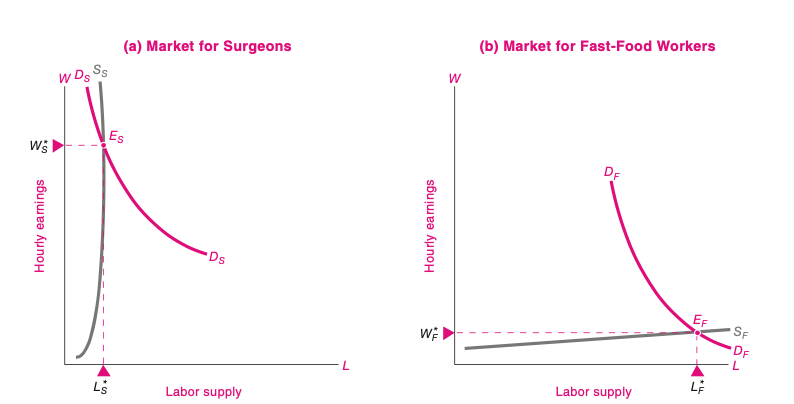 (a) Market for Surgeons
W D_S S_S
E_S
W_S*
Hourly earnings
D_S
L
L_S*
Labor supply
(b) Market for Fast-Food Workers
W
D_F
Hourly earnings
E_F
W_F*
S_F
D_F
L
L_F*
Labor supply